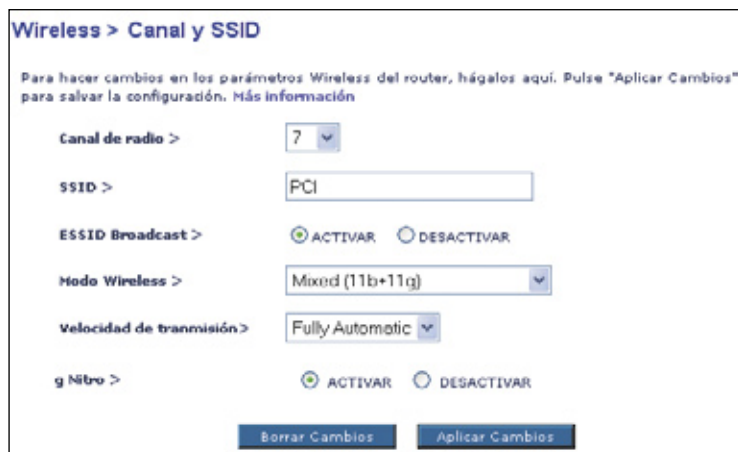 Wireless > Canal y SSID
Para hacer cambios en los parámetros Wireless del router, hágalos aquí. Pulse "Aplicar Cambios"
para salvar la configuración. Más información
Canal de radio > 7
SSID > PCI
ESSID Broadcast > ACTIVAR DESACTIVAR
Modo Wireless > Mixed (11b+11g)
Velocidad de tranmisión> Fully Automatic
g Nitro > ACTIVAR DESACTIVAR
Borrar Cambios Aplicar Cambios